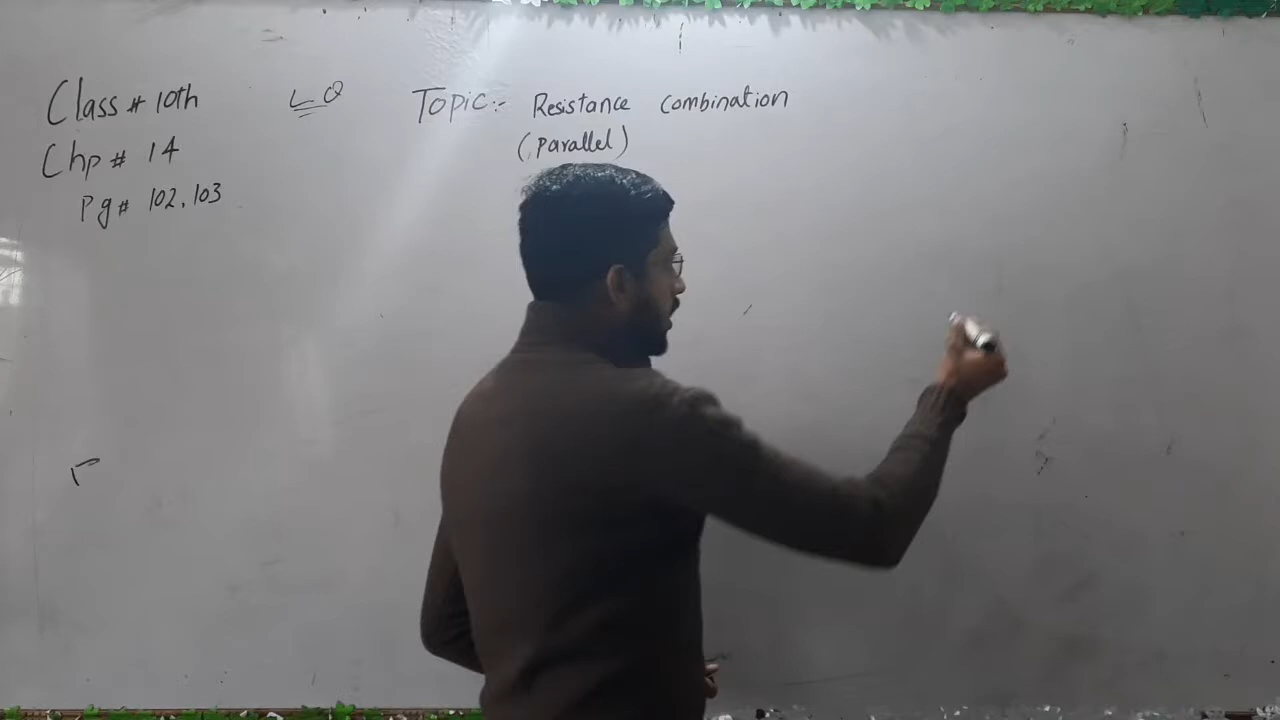 Class # 10th
L Q
Topic:- Resistance Combination
(Parallel)
Chp # 14
Pg# 102,103